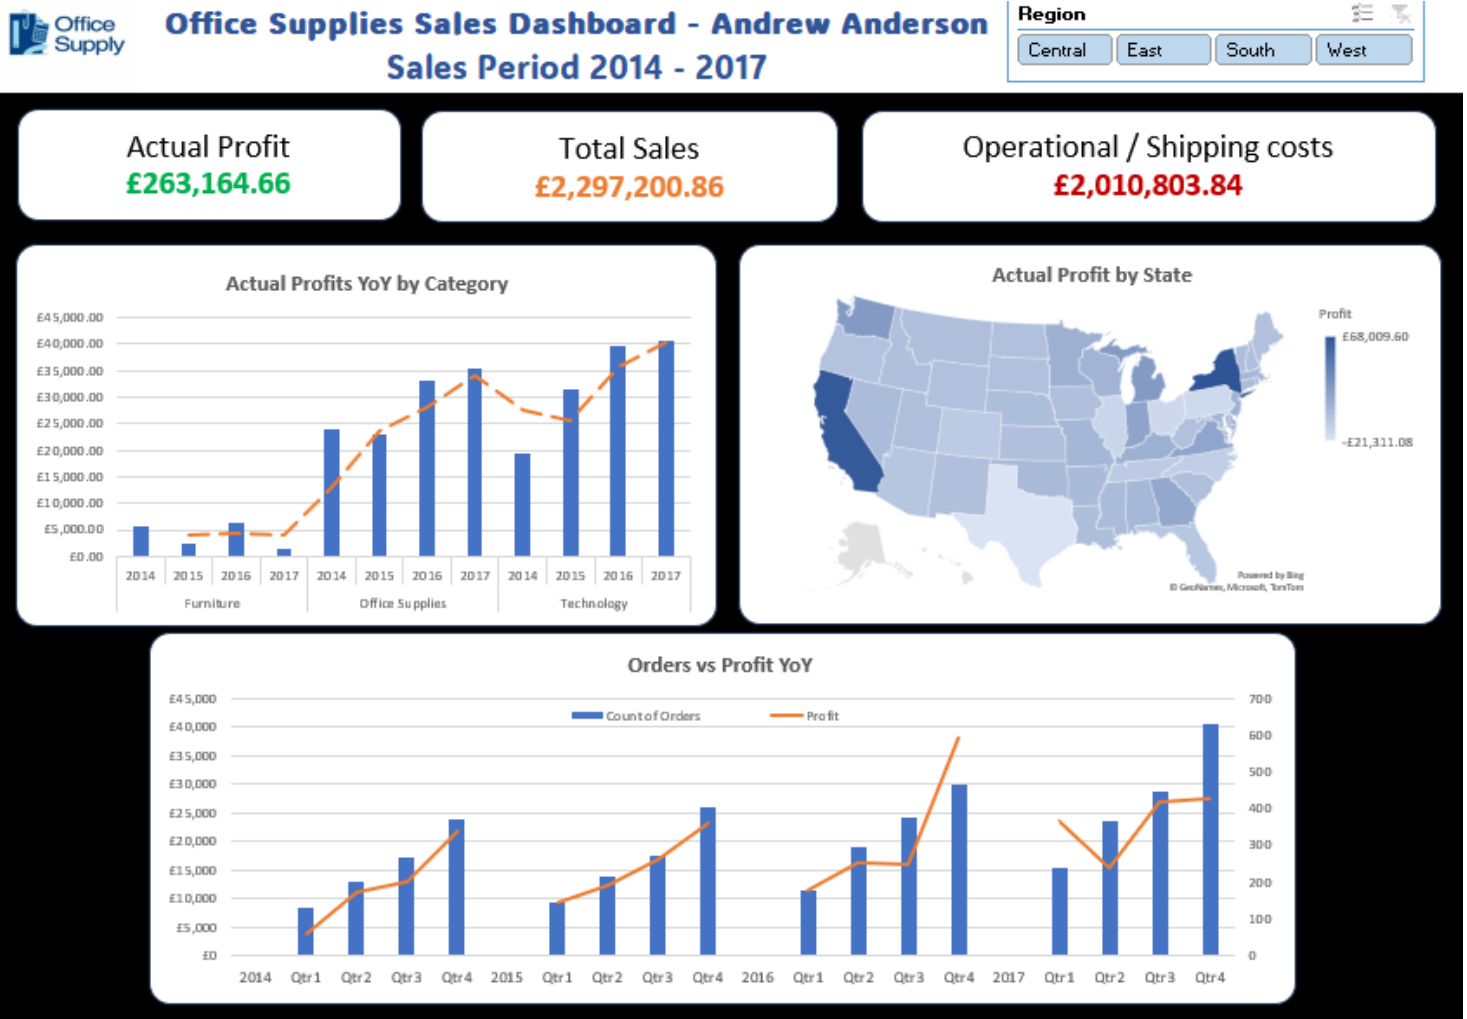 Office
Supply
Office Supplies Sales Dashboard - Andrew Anderson
Sales Period 2014 - 2017
Region
Central East South West
Actual Profit
£263,164.66
Total Sales
£2,297,200.86
Operational / Shipping costs
£2,010,803.84
Actual Profits YoY by Category
£45,000.00
£40,000.00
£35,000.00
£30,000.00
£25,000.00
£20,000.00
£15,000.00
£10,000.00
£5,000.00
£0.00
2014 2015 2016 2017 2014 2015 2016 2017 2014 2015 2016 2017
Furniture Office Supplies Technology
Actual Profit by State
Profit
£68,009.60
-£21,311.08
Powered by Bing
© GeoNames, Microsoft, TomTom
Orders vs Profit YoY
Count of Orders Profit
£45,000
£40,000
£35,000
£30,000
£25,000
£20,000
£15,000
£10,000
£5,000
£0
700
600
500
400
300
200
100
0
2014 Qtr1 Qtr2 Qtr3 Qtr4 2015 Qtr1 Qtr2 Qtr3 Qtr4 2016 Qtr1 Qtr2 Qtr3 Qtr4 2017 Qtr1 Qtr2 Qtr3 Qtr4